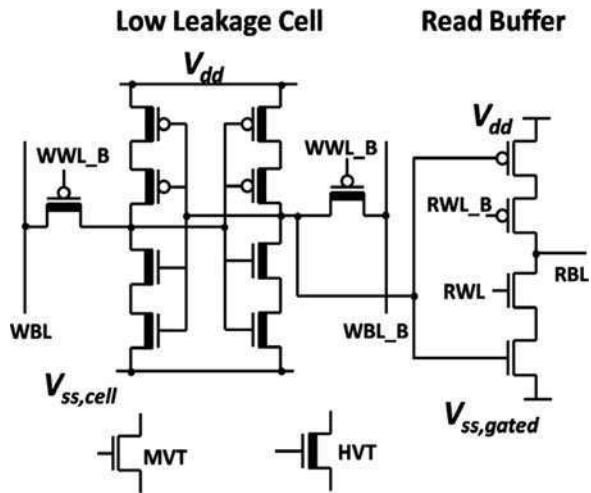 Low Leakage Cell
Read Buffer
Vdd
Vdd
WWL_B
WWL_B
RWL_B
RWL
RBL
WBL
WBL_B
Vss,cell
Vss,gated
MVT
HVT